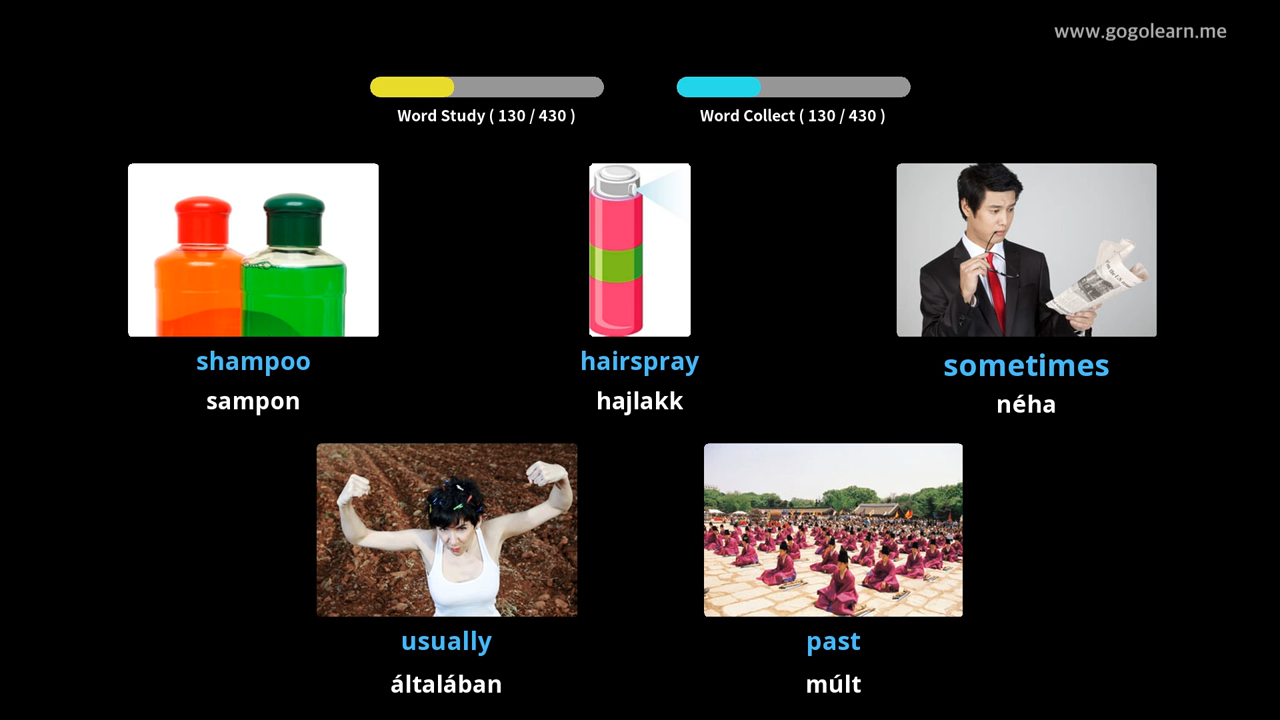 www.gogolearn.me
Word Study ( 130 / 430 )
Word Collect ( 130 / 430 )
shampoo
sampon
hairspray
hajlakk
sometimes
néha
usually
általában
past
múlt